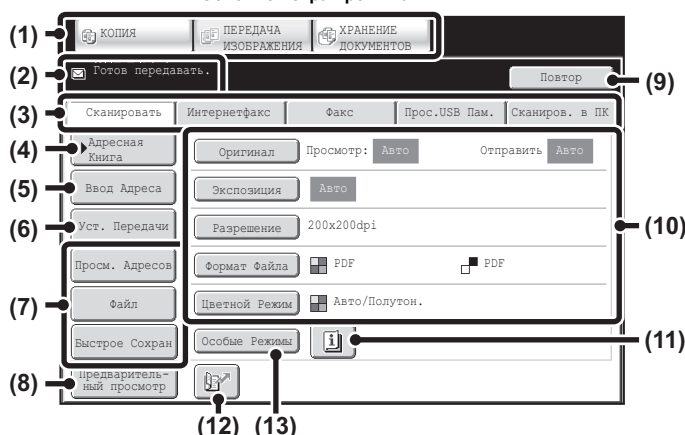 (1)
КОПИЯ
ПЕРЕДАЧА
ИЗОБРАЖЕНИЯ
ХРАНЕНИЕ
ДОКУМЕНТОВ
(2)
Готов передавать.
Повтор
(9)
(3)
Сканировать
Интернетфакс
Факс
Прос.USB Пам.
Сканиров. в ПК
(4)
Адресная
Книга
Оригинал
Просмотр:
Авто
Отправить
Авто
(5)
Ввод Адреса
Экспозиция
Авто
(6)
Уст. Передачи
Разрешение
200x200dpi
(10)
(7)
Просм. Адресов
Формат Файла
PDF
PDF
Файл
Цветной Режим
Авто/Полутон.
Быстрое Сохран
Особые Режимы
(11)
(8)
Предваритель-
ный просмотр
(12)
(13)